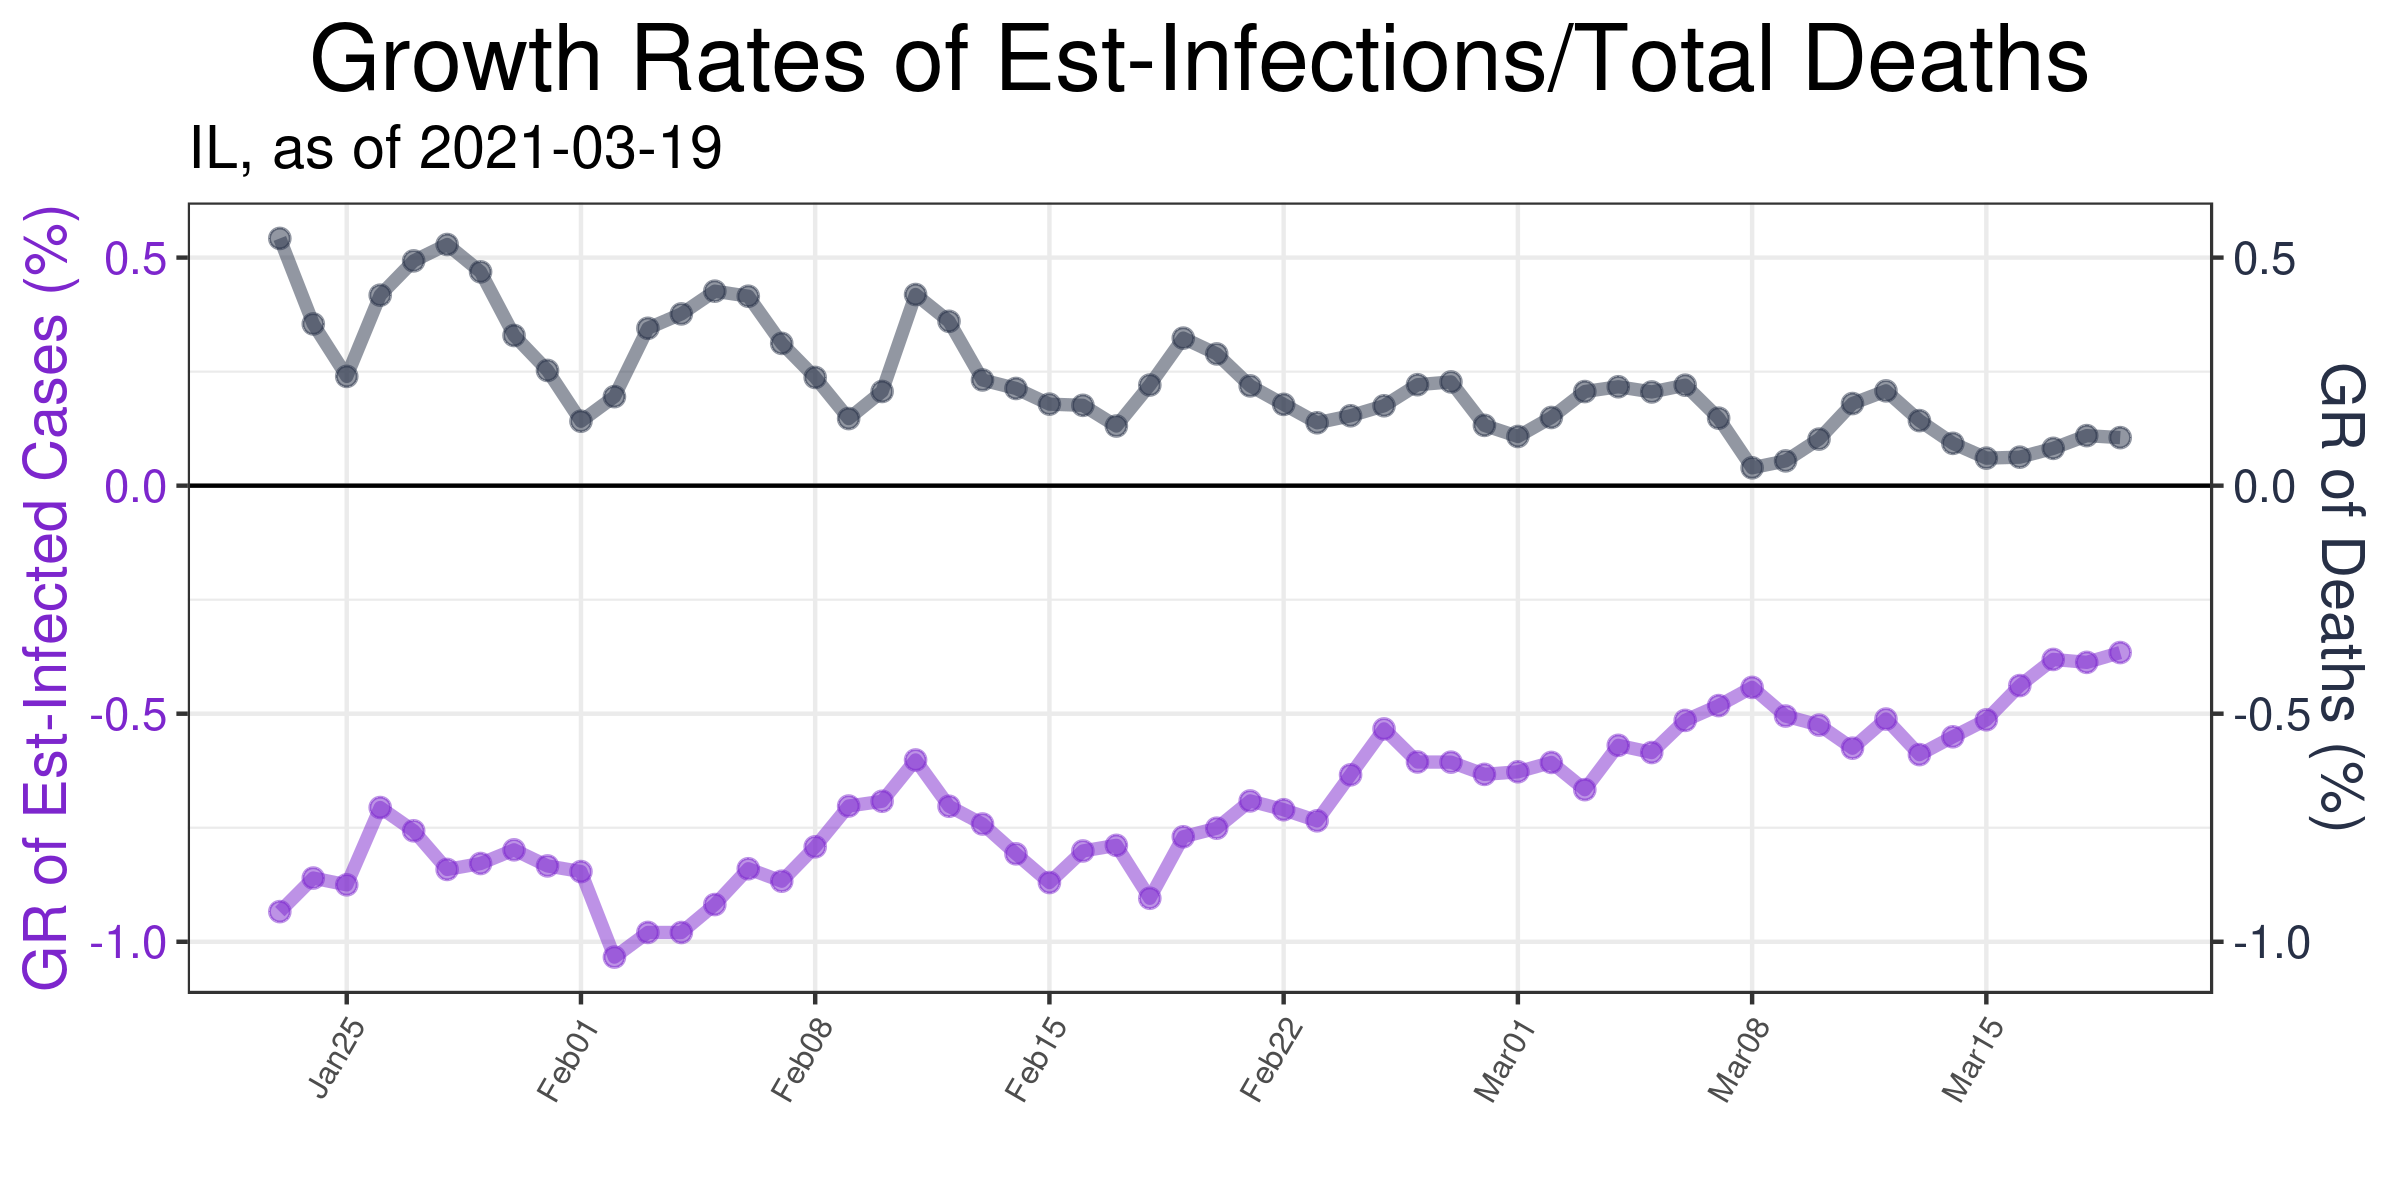 Growth Rates of Est-Infections/Total Deaths
IL, as of 2021-03-19
GR of Est-Infected Cases (%)
0.5
0.0
-0.5
-1.0
0.5
0.0
-0.5
-1.0
GR of Deaths (%)
Jan25
Feb01
Feb08
Feb15
Feb22
Mar01
Mar08
Mar15